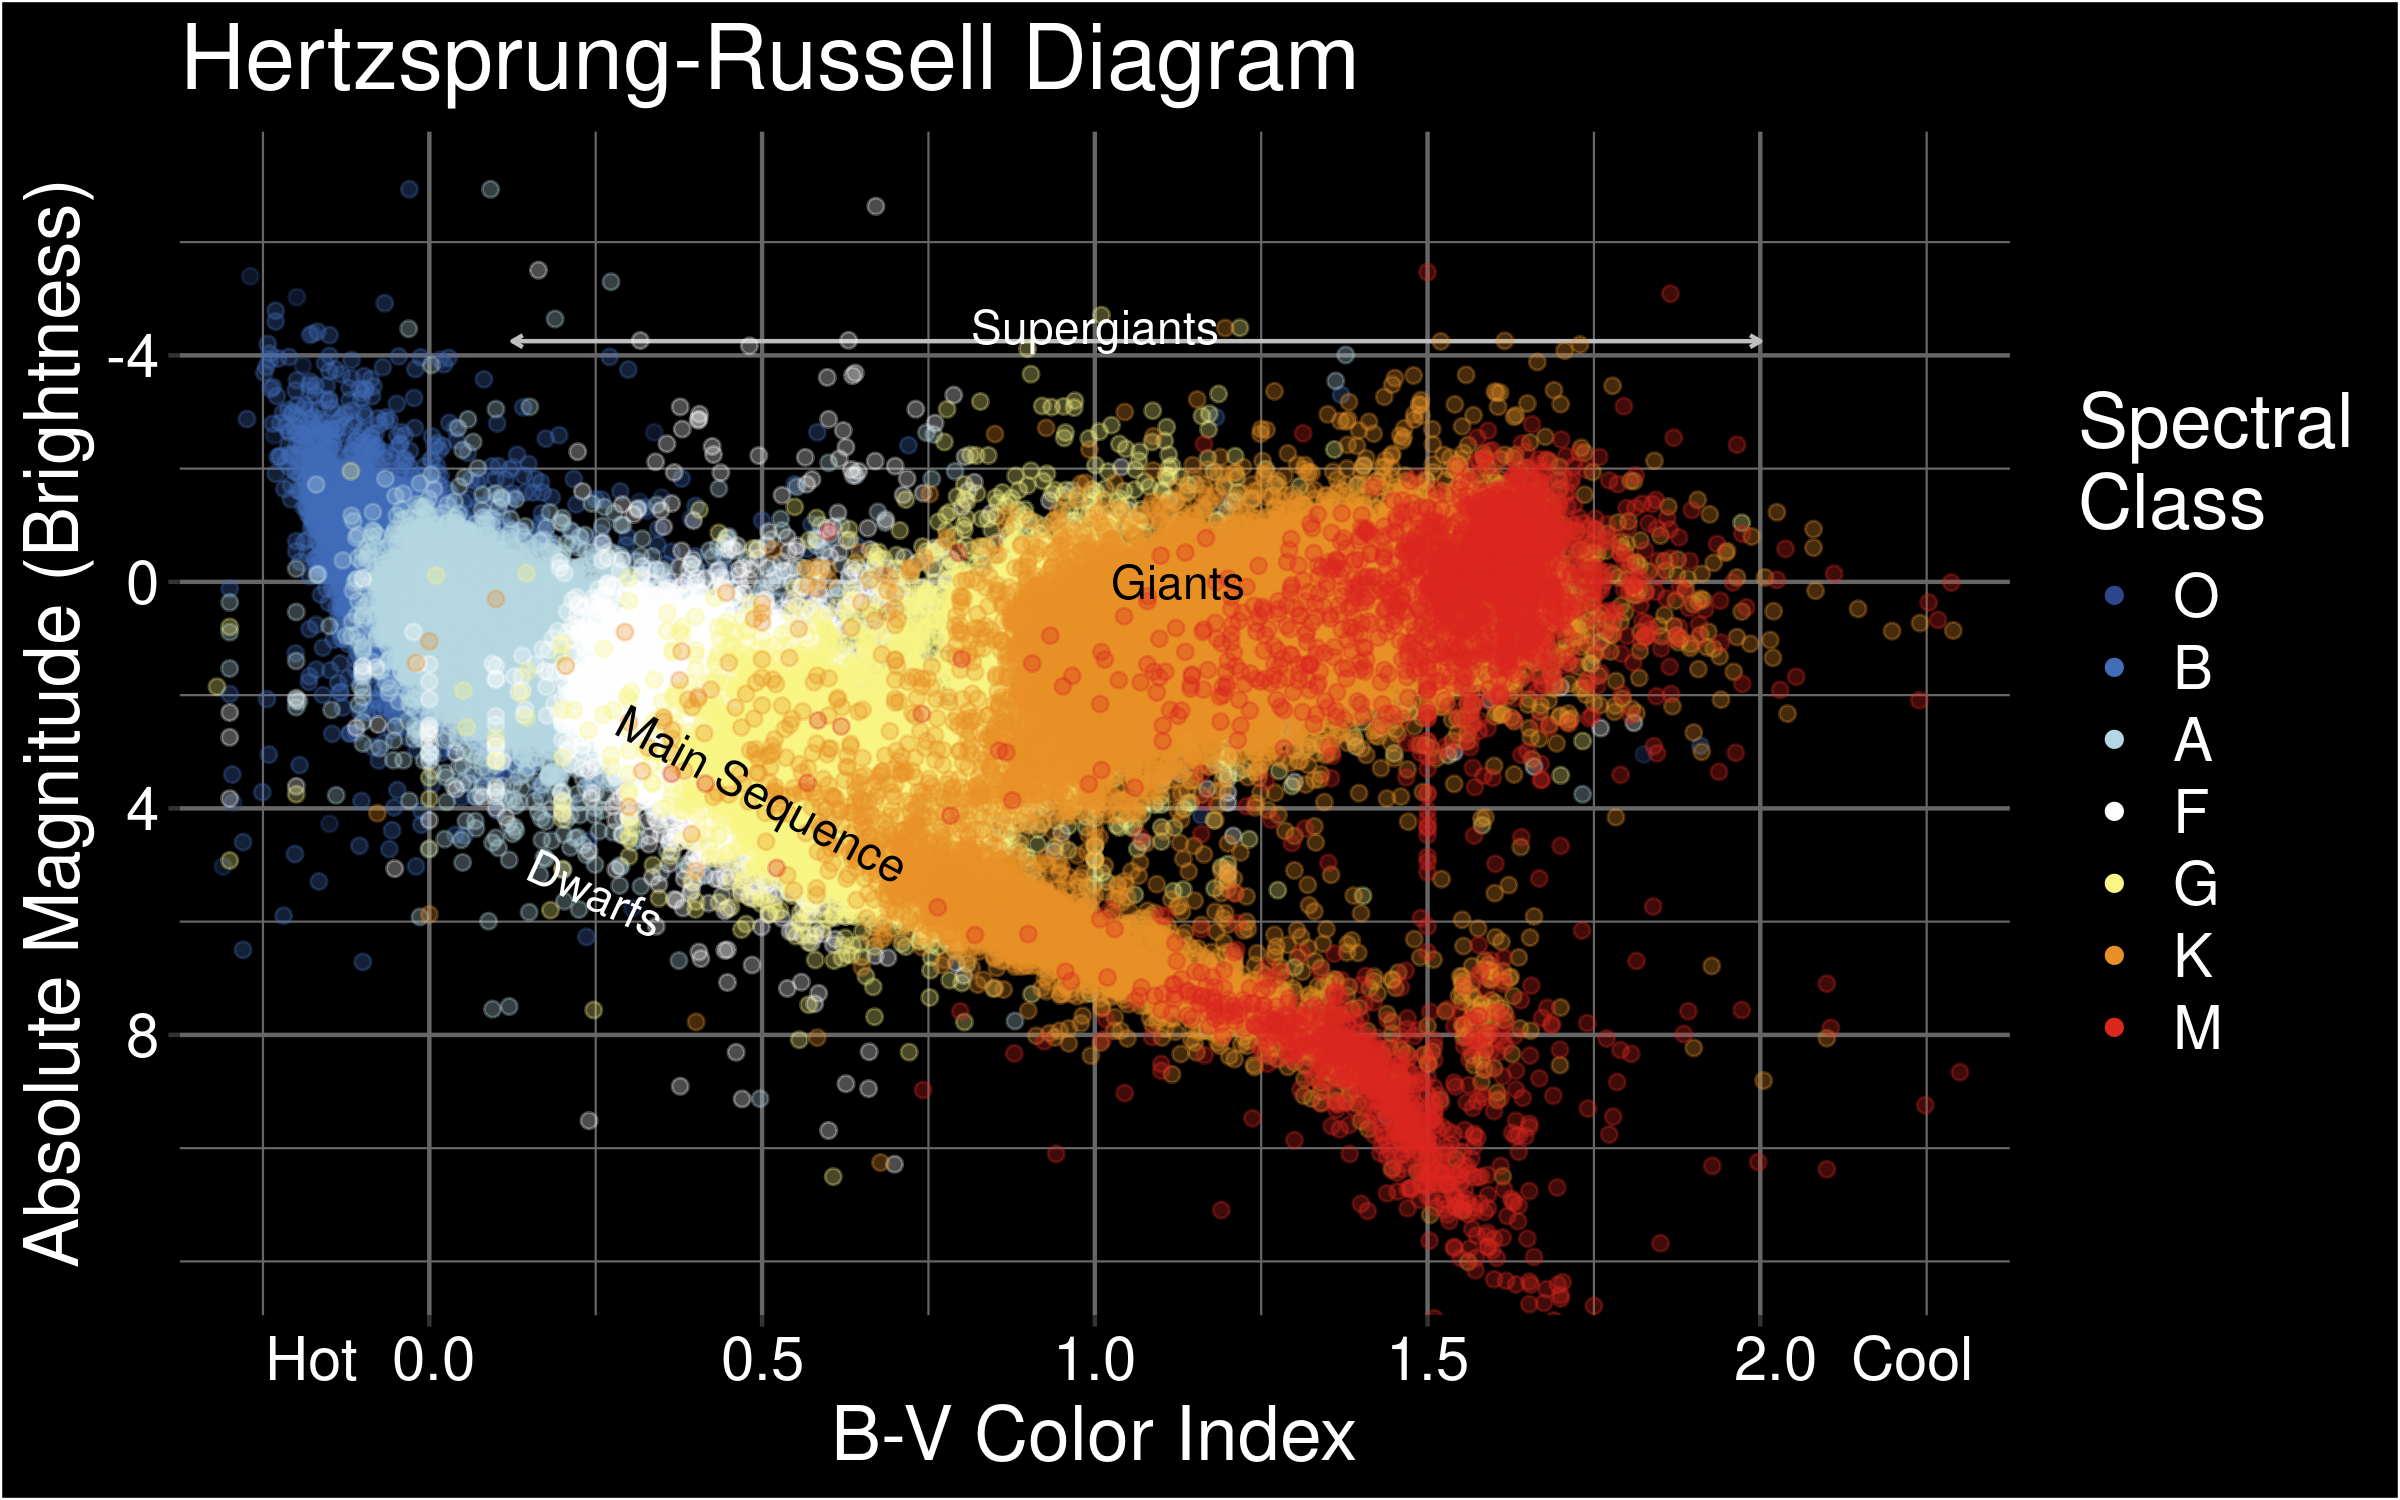 Hertzsprung-Russell Diagram
Absolute Magnitude (Brightness)
-4
0
4
8
Supergiants
Giants
Main Sequence
Dwarfs
Hot 0.0 0.5 1.0 1.5 2.0 Cool
B-V Color Index
Spectral
Class
O
B
A
F
G
K
M